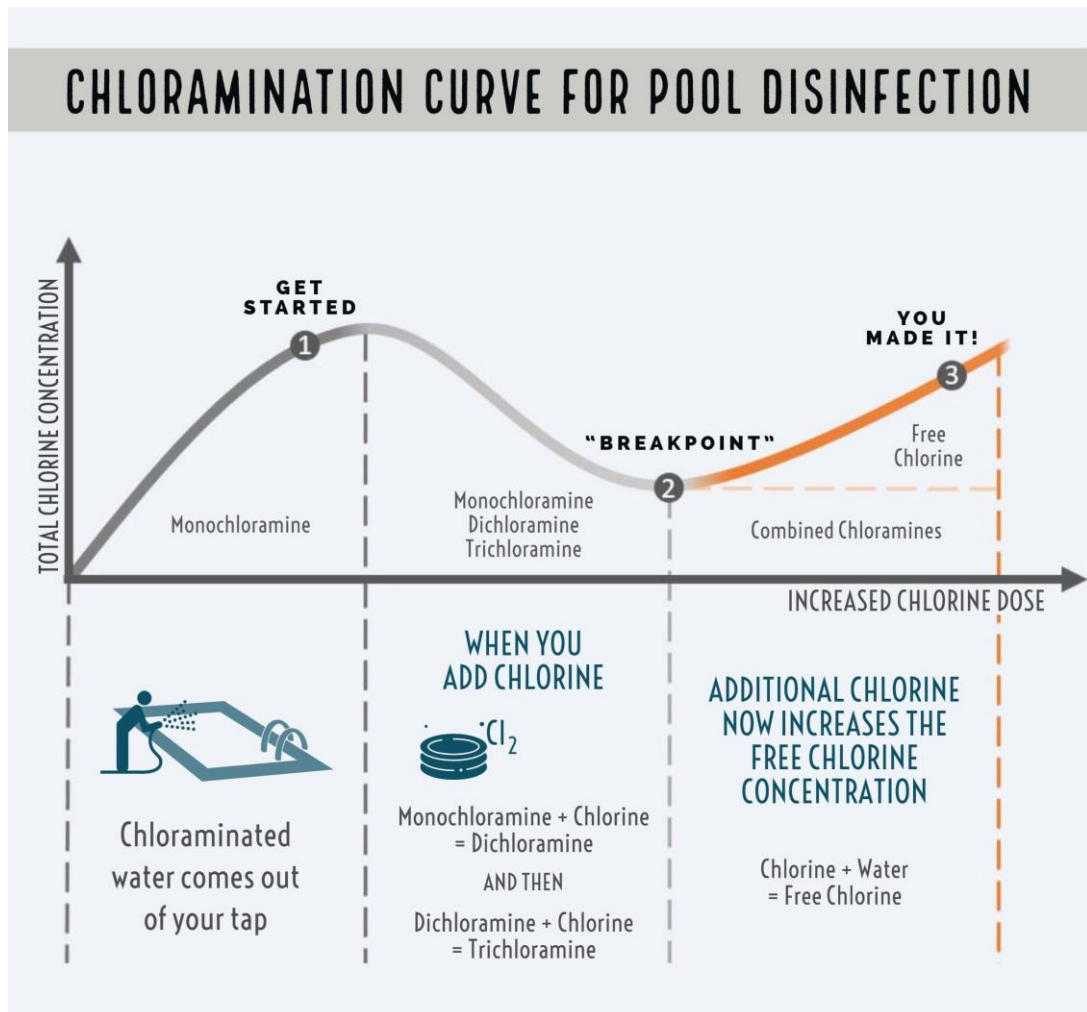 CHLORAMINATION CURVE FOR POOL DISINFECTION
TOTAL CHLORINE CONCENTRATION
GET
STARTED
1
YOU
MADE IT!
3
"BREAKPOINT"
2
Free
Chlorine
Monochloramine
Monochloramine
Dichloramine
Trichloramine
Combined Chloramines
INCREASED CHLORINE DOSE
Chloraminated
water comes out
of your tap
WHEN YOU
ADD CHLORINE
Cl₂
Monochloramine + Chlorine
= Dichloramine
AND THEN
Dichloramine + Chlorine
= Trichloramine
ADDITIONAL CHLORINE
NOW INCREASES THE
FREE CHLORINE
CONCENTRATION
Chlorine + Water
= Free Chlorine